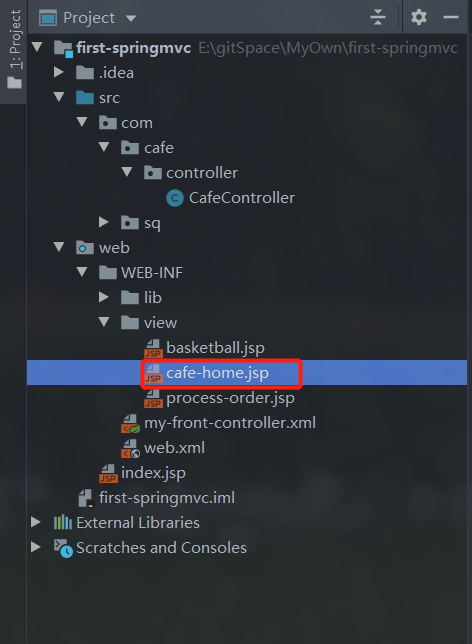 1: Project
Project
first-springmvc E:\gitSpace\MyOwn\first-springmvc
.idea
src
com
cafe
controller
C CafeController
sq
web
WEB-INF
lib
view
JSP basketball.jsp
JSP cafe-home.jsp
JSP process-order.jsp
my-front-controller.xml
web.xml
JSP index.jsp
first-springmvc.iml
External Libraries
Scratches and Consoles